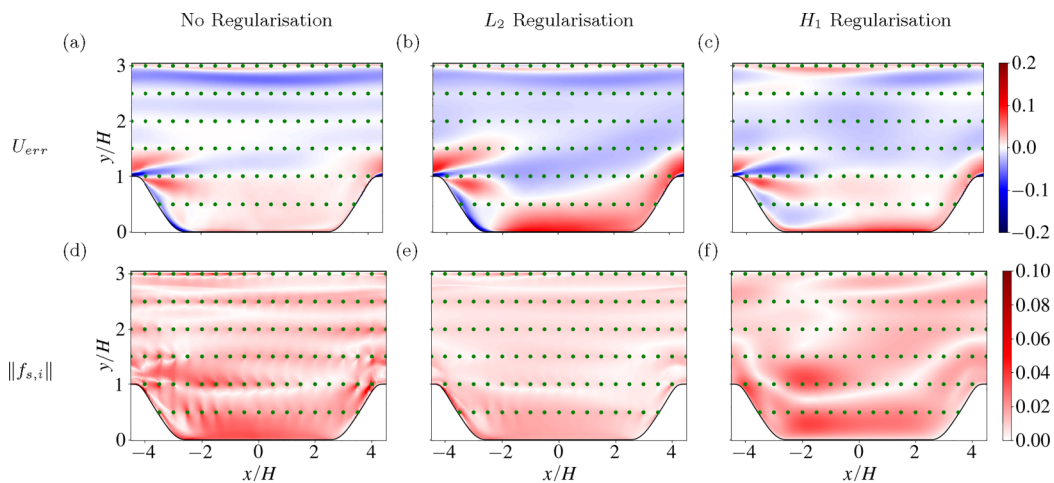 No Regularisation
L₂ Regularisation
H₁ Regularisation
(a)
(b)
(c)
U_err
y/H
3
2
1
0
0.2
0.1
0.0
−0.1
−0.2
(d)
(e)
(f)
‖f_{s,i}‖
y/H
3
2
1
0
0.10
0.08
0.06
0.04
0.02
0.00
−4 −2 0 2 4
−4 −2 0 2 4
−4 −2 0 2 4
x/H
x/H
x/H